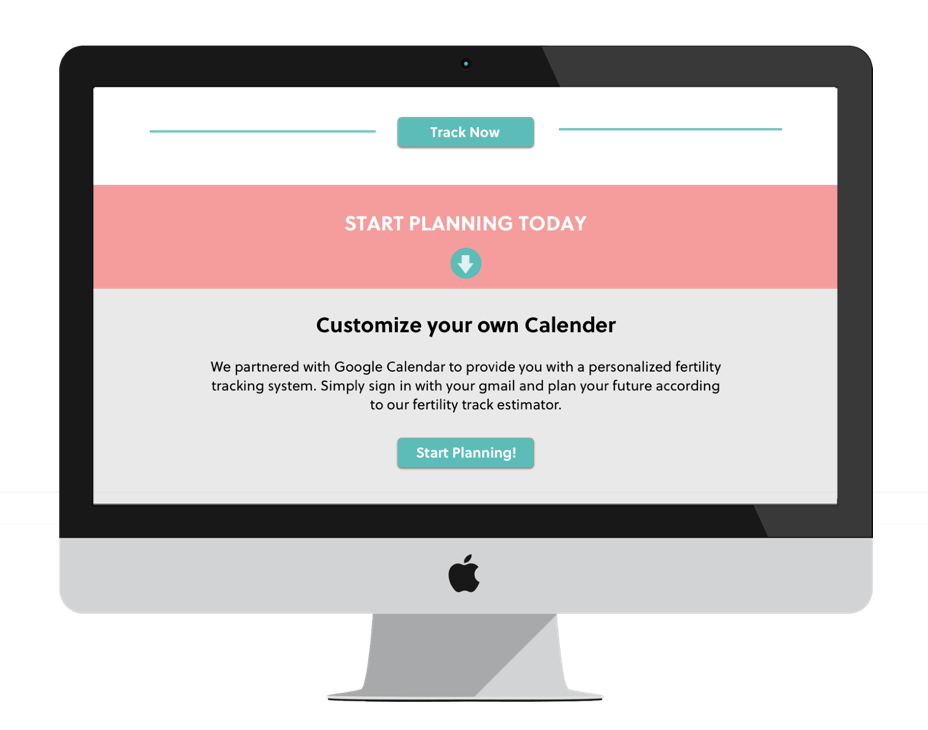 Track Now
START PLANNING TODAY
Customize your own Calender
We partnered with Google Calendar to provide you with a personalized fertility
tracking system. Simply sign in with your gmail and plan your future according
to our fertility track estimator.
Start Planning!